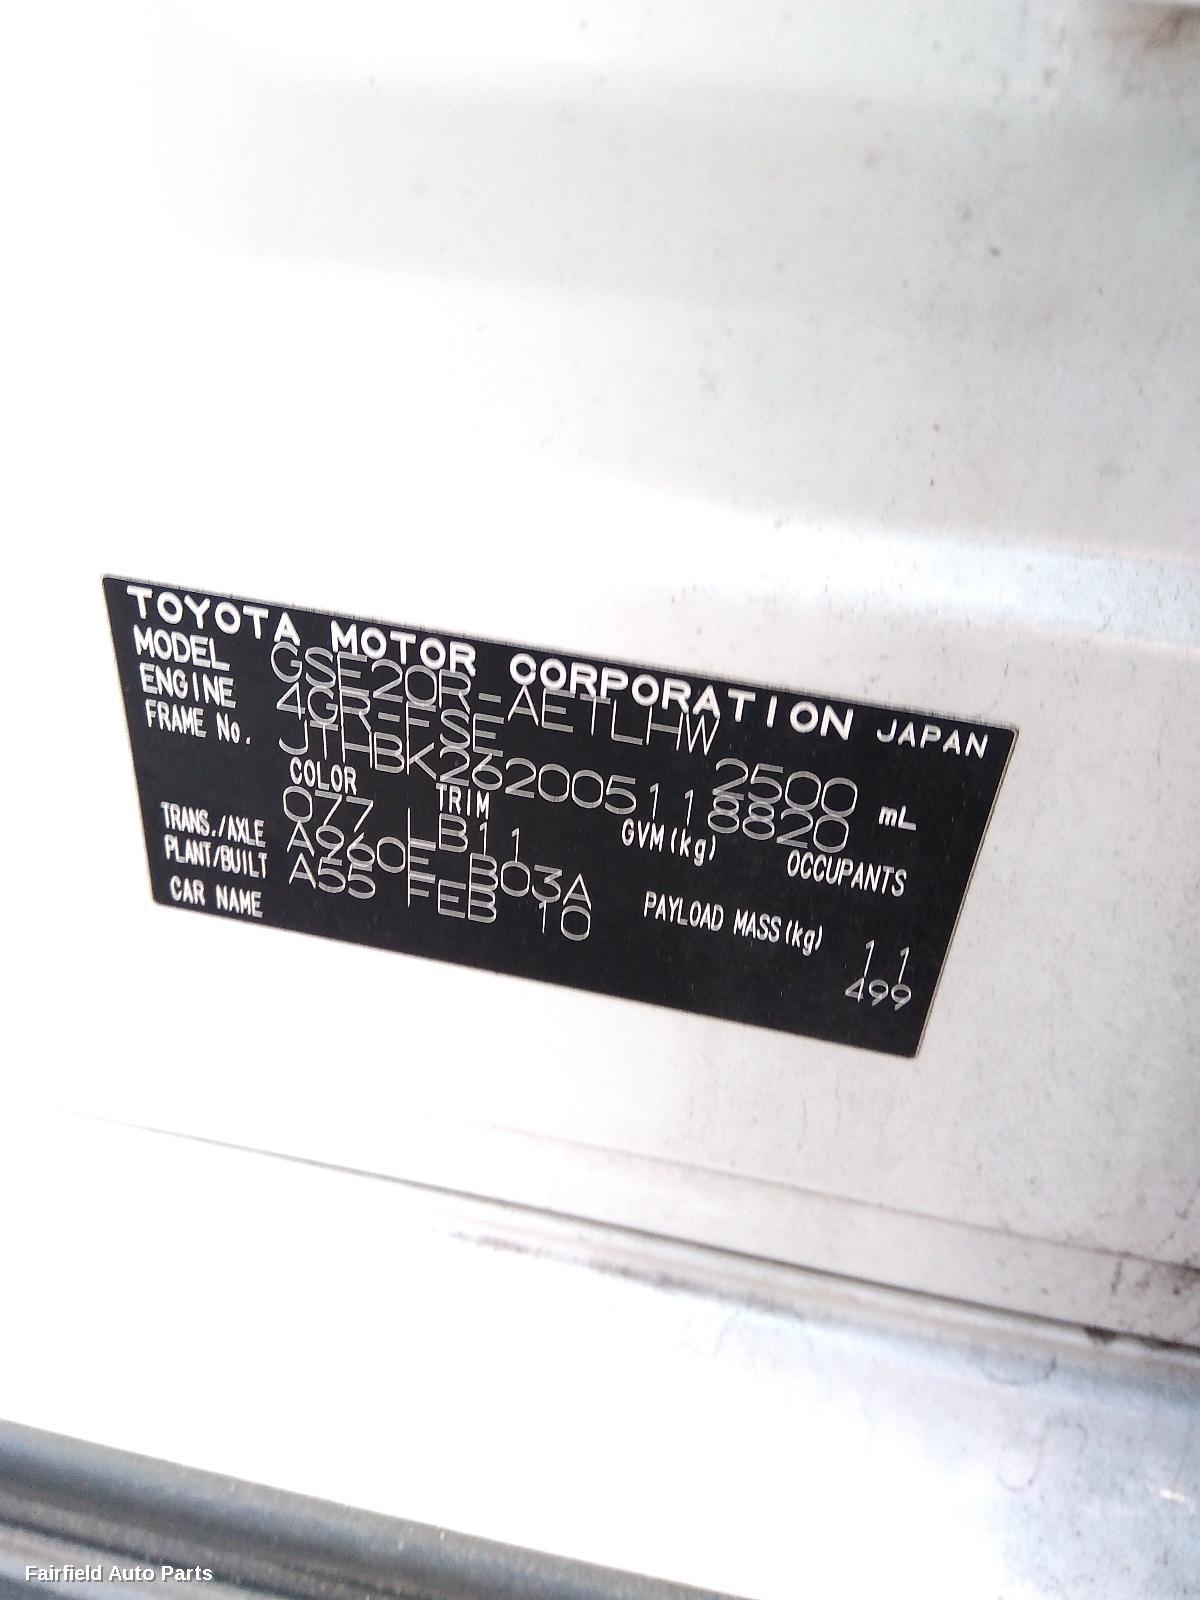 TOYOTA MOTOR CORPORATION JAPAN
MODEL GSE20R-AETLHW
ENGINE 4GR-FSE 2500 mL
FRAME No. JTHBK262005118820
COLOR TRIM GVM(kg) OCCUPANTS
077 LB11
TRANS./AXLE A960E B03A PAYLOAD MASS(kg) 11
PLANT/BUILT A55 FEB 10 499
CAR NAME
Fairfield Auto Parts